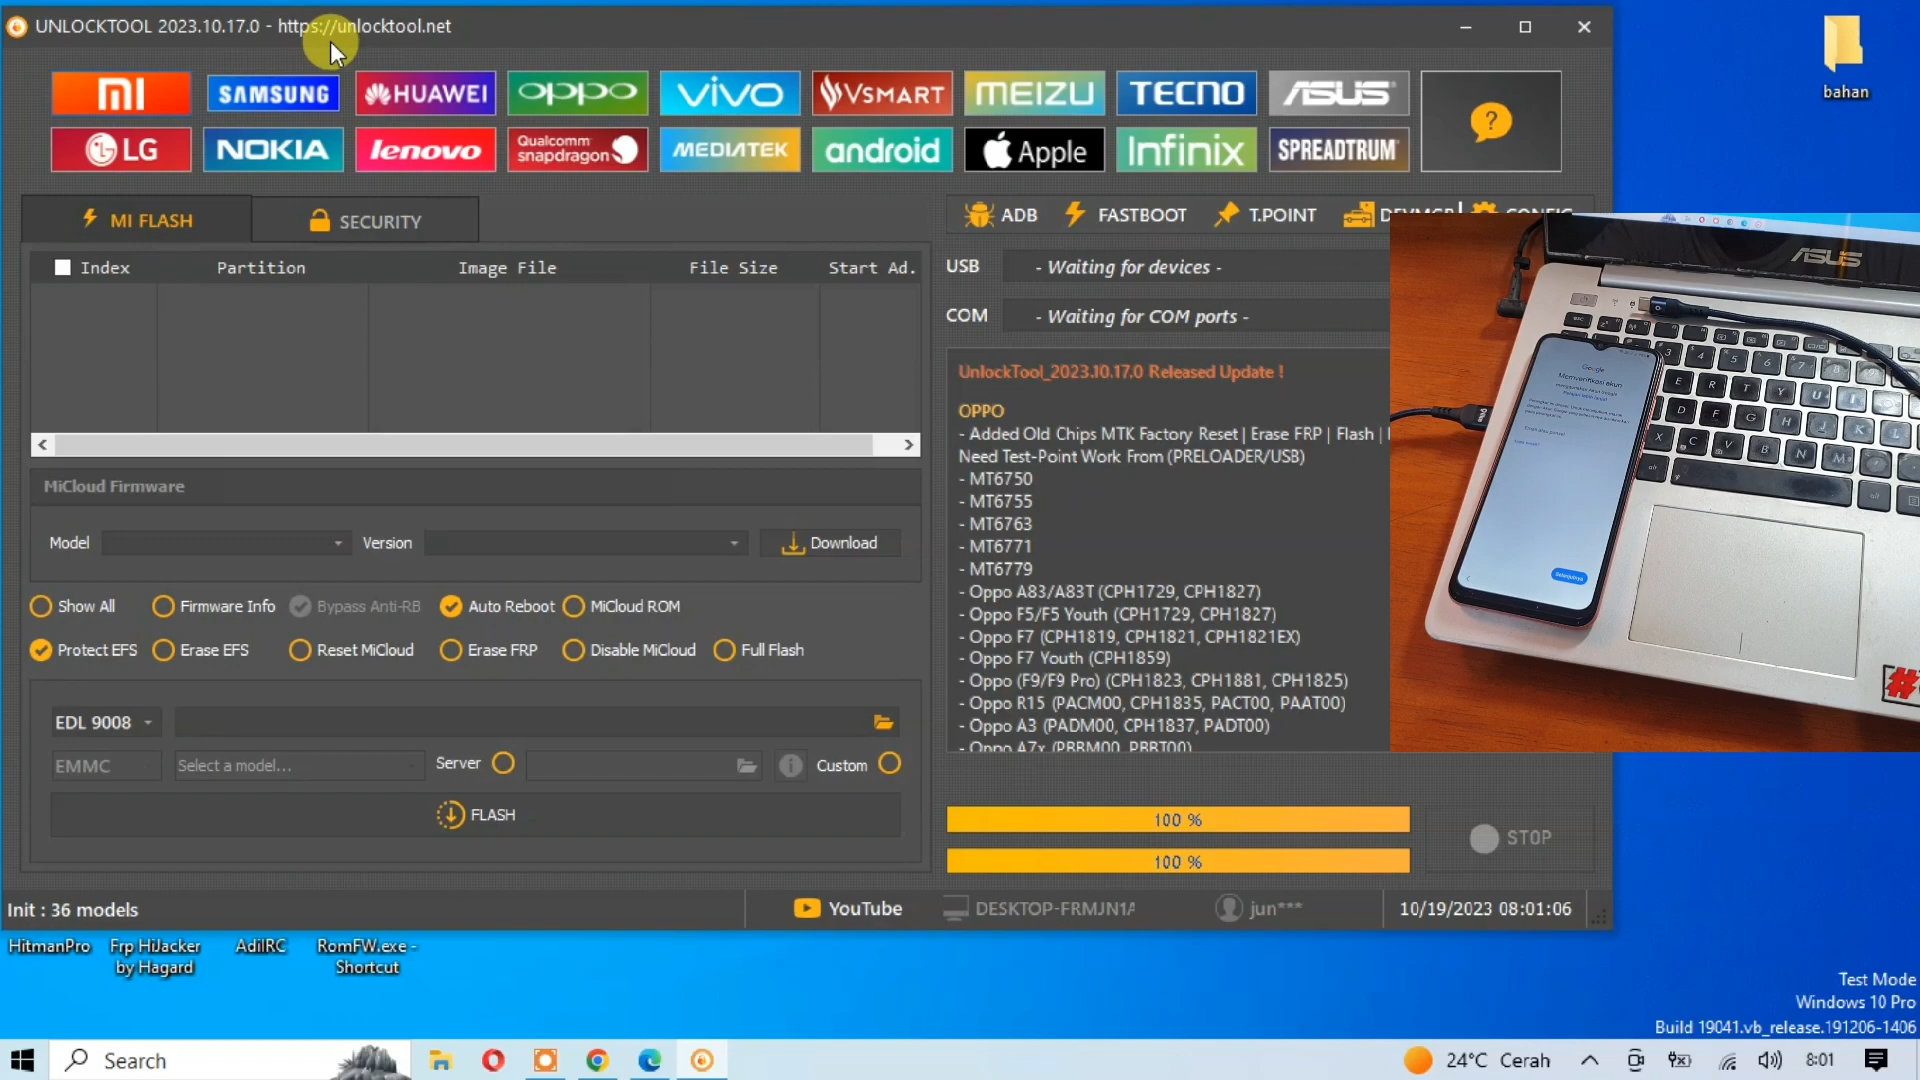 UNLOCKTOOL 2023.10.17.0 - https://unlocktool.net
bahan
mi SAMSUNG HUAWEI oppo vivo VSMART MEIZU TECNO ASUS ?
LG NOKIA lenovo Qualcomm snapdragon MEDIATEK android Apple Infinix SPREADTRUM
MI FLASH SECURITY
ADB FASTBOOT T.POINT
Index Partition Image File File Size Start Ad.
USB - Waiting for devices -
COM - Waiting for COM ports -
UnlockTool_2023.10.17.0 Released Update !
OPPO
- Added Old Chips MTK Factory Reset | Erase FRP | Flash |
Need Test-Point Work From (PRELOADER/USB)
- MT6750
- MT6755
- MT6763
- MT6771
- MT6779
- Oppo A83/A83T (CPH1729, CPH1827)
- Oppo F5/F5 Youth (CPH1729, CPH1827)
- Oppo F7 (CPH1819, CPH1821, CPH1821EX)
- Oppo F7 Youth (CPH1859)
- Oppo (F9/F9 Pro) (CPH1823, CPH1881, CPH1825)
- Oppo R15 (PACM00, CPH1835, PACT00, PAAT00)
- Oppo A3 (PADM00, CPH1837, PADT00)
- Oppo A7x (PBBM00, PBBT00)
MiCloud Firmware
Model Version Download
Show All Firmware Info Bypass Anti-RB Auto Reboot MiCloud ROM
Protect EFS Erase EFS Reset MiCloud Erase FRP Disable MiCloud Full Flash
EDL 9008
EMMC Select a model... Server Custom
FLASH
100 %
100 %
STOP
Init : 36 models
YouTube
DESKTOP-FRMJN1A
jun***
10/19/2023 08:01:06
ASUS
Google
Memverifikasi akun
Selanjutnya
HitmanPro
Frp HiJacker
by Hagard
AdiIRC
RomFW.exe -
Shortcut
Test Mode
Windows 10 Pro
Build 19041.vb_release.191206-1406
Search
24°C Cerah
8:01